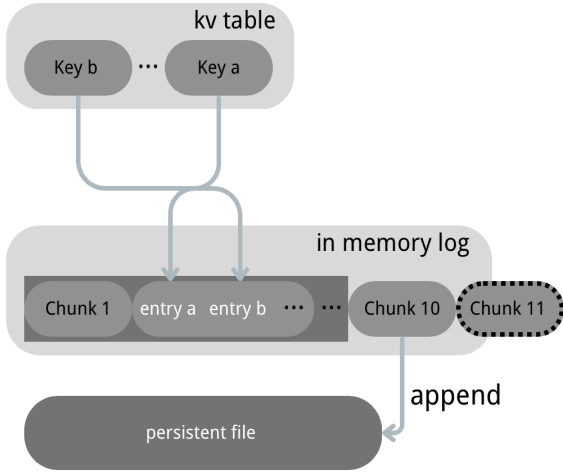 kv table
Key b ... Key a
in memory log
Chunk 1 entry a entry b ... ... Chunk 10 Chunk 11
append
persistent file